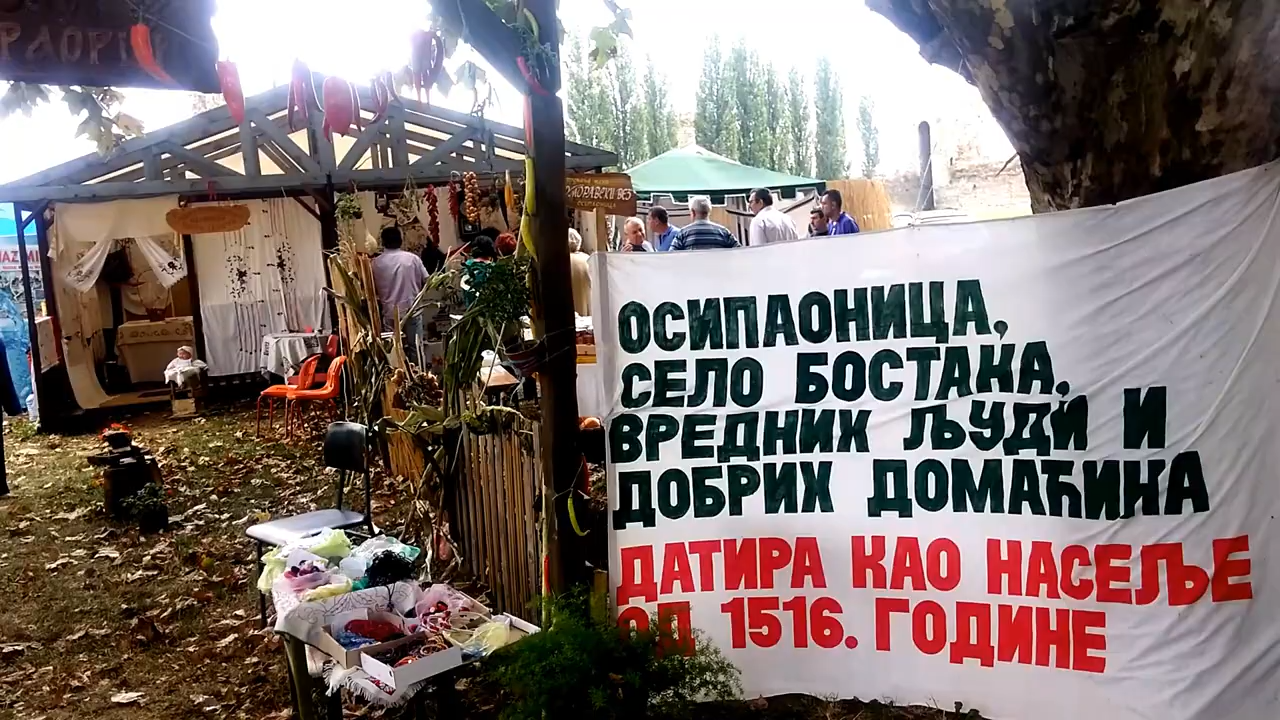 ОСИПАОНИЦА,
СЕЛО БОСТАНА,
ВРЕДНИХ ЉУДИ И
ДОБРИХ ДОМАЋИНА
ДАТИРА КАО НАСЕЉЕ
ОД 1516. ГОДИНЕ